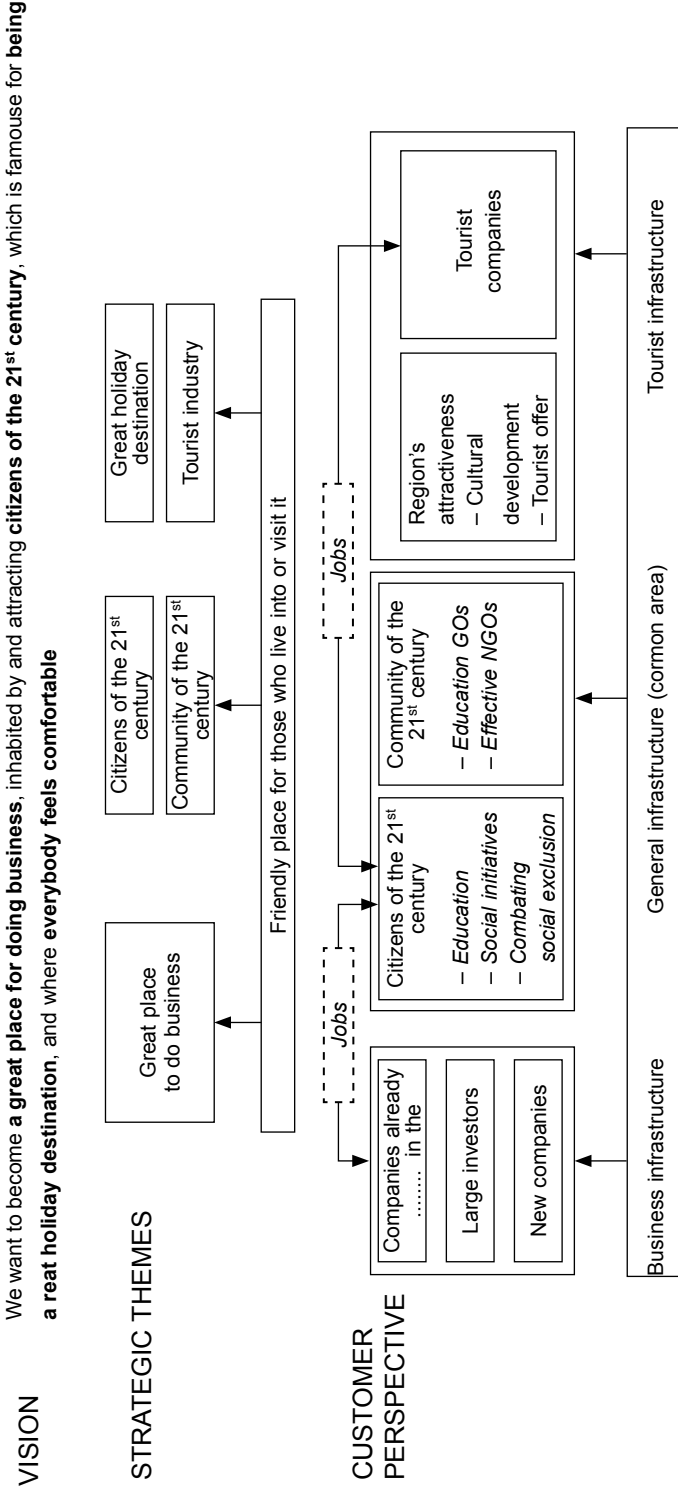 VISION
We want to become a great place for doing business, inhabited by and attracting citizens of the 21st century, which is famouse for being
a reat holiday destination, and where everybody feels comfortable
STRATEGIC THEMES
Great place
to do business
Citizens of the 21st
century
Community of the 21st
century
Great holiday
destination
Tourist industry
Friendly place for those who live into or visit it
CUSTOMER
PERSPECTIVE
Jobs
Jobs
Companies already
......... in the
Large investors
New companies
Citizens of the 21st
century
– Education
– Social initiatives
– Combating
social exclusion
Community of the
21st century
– Education GOs
– Effective NGOs
Region's
attractiveness
– Cultural
development
– Tourist offer
Tourist
companies
Business infrastructure
General infrastructure (cormon area)
Tourist infrastructure